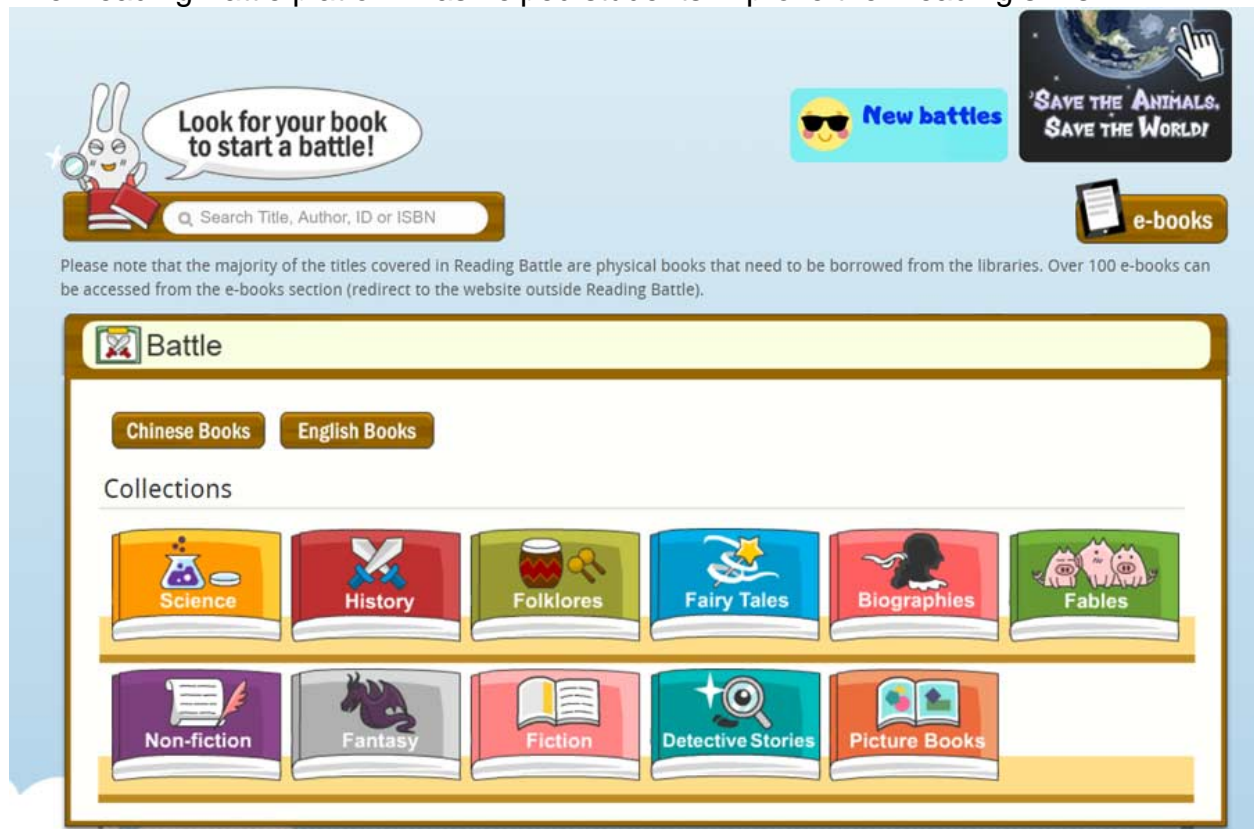 Look for your book
to start a battle!
New battles
SAVE THE ANIMALS,
SAVE THE WORLD!
Search Title, Author, ID or ISBN
e-books
Please note that the majority of the titles covered in Reading Battle are physical books that need to be borrowed from the libraries. Over 100 e-books can
be accessed from the e-books section (redirect to the website outside Reading Battle).
Battle
Chinese Books English Books
Collections
Science History Folklores Fairy Tales Biographies Fables
Non-fiction Fantasy Fiction Detective Stories Picture Books